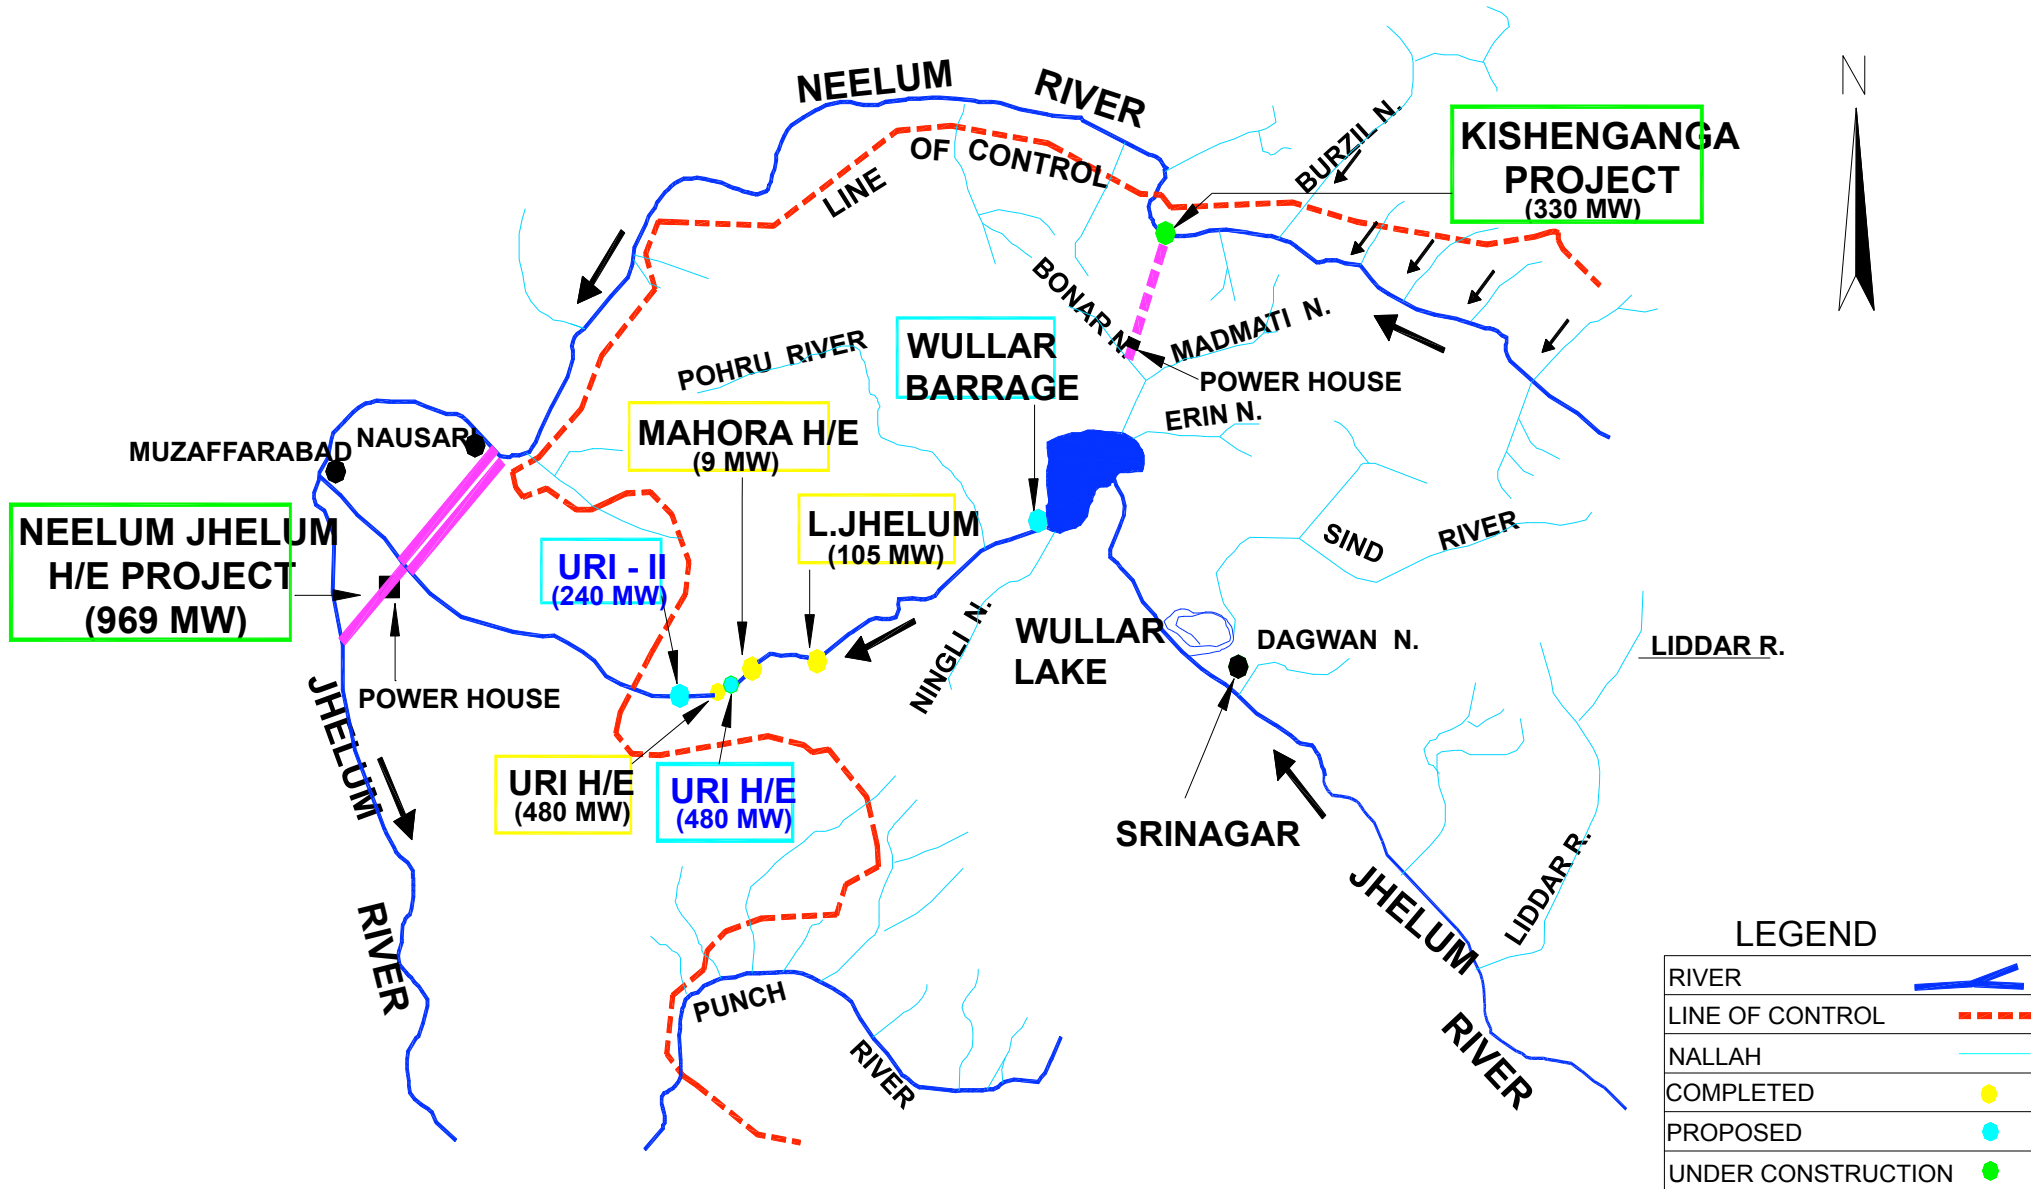 NEELUM RIVER
N
BURZIL N.
KISHENGANGA
PROJECT
(330 MW)
LINE OF CONTROL
BONAR N.
MADMATI N.
POHRU RIVER
WULLAR
BARRAGE
POWER HOUSE
ERIN N.
MAHORA H/E
(9 MW)
NAUSARI
MUZAFFARABAD
NEELUM JHELUM
H/E PROJECT
(969 MW)
L.JHELUM
(105 MW)
URI - II
(240 MW)
SIND RIVER
NINGLI N.
WULLAR
LAKE
DAGWAN N.
LIDDAR R.
POWER HOUSE
JHELUM
RIVER
URI H/E
(480 MW)
URI H/E
(480 MW)
SRINAGAR
LIDDAR R.
JHELUM
RIVER
PUNCH
RIVER
LEGEND
RIVER
LINE OF CONTROL
NALLAH
COMPLETED
PROPOSED
UNDER CONSTRUCTION